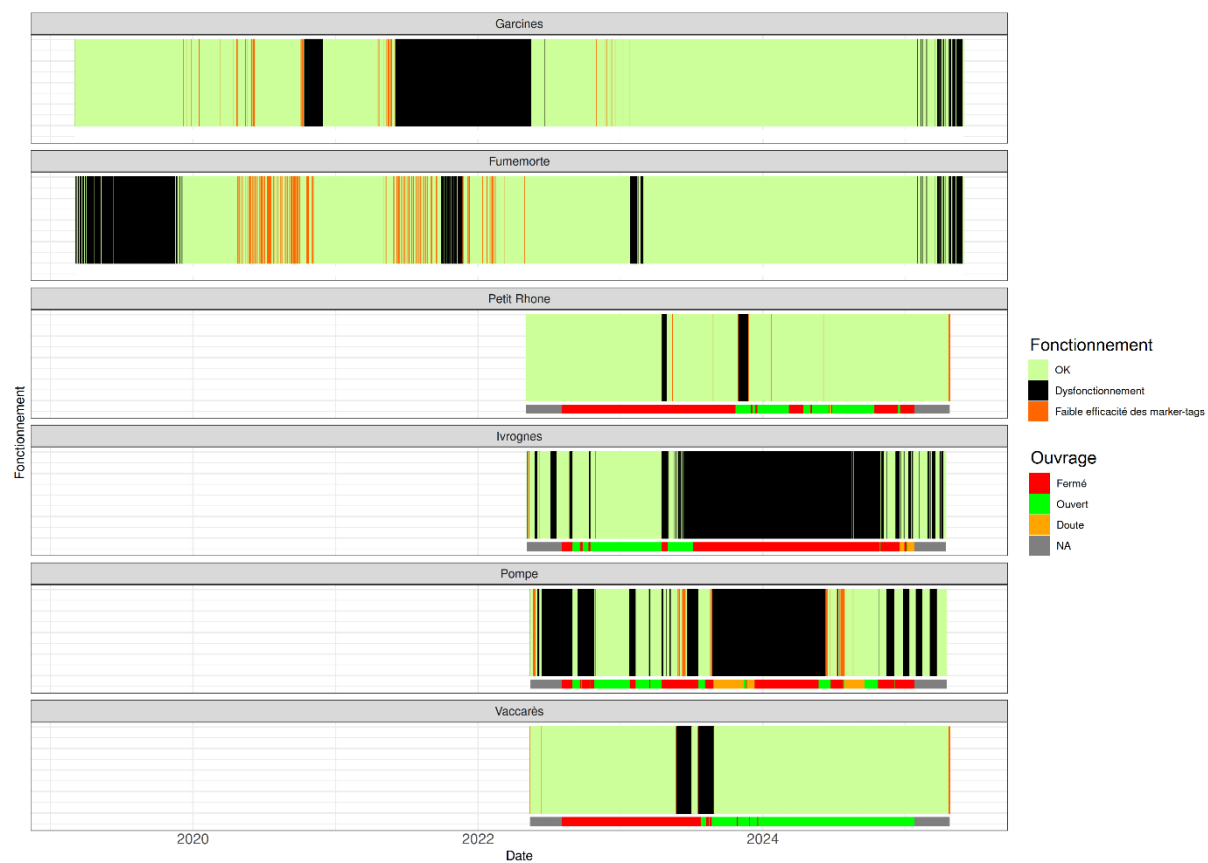 Garcines
Fumemorte
Petit Rhone
Ivrognes
Pompe
Vaccarès
Fonctionnement
2020
2022
2024
Date
Fonctionnement
OK
Dysfonctionnement
Faible efficacité des marker-tags
Ouvrage
Fermé
Ouvert
Doute
NA